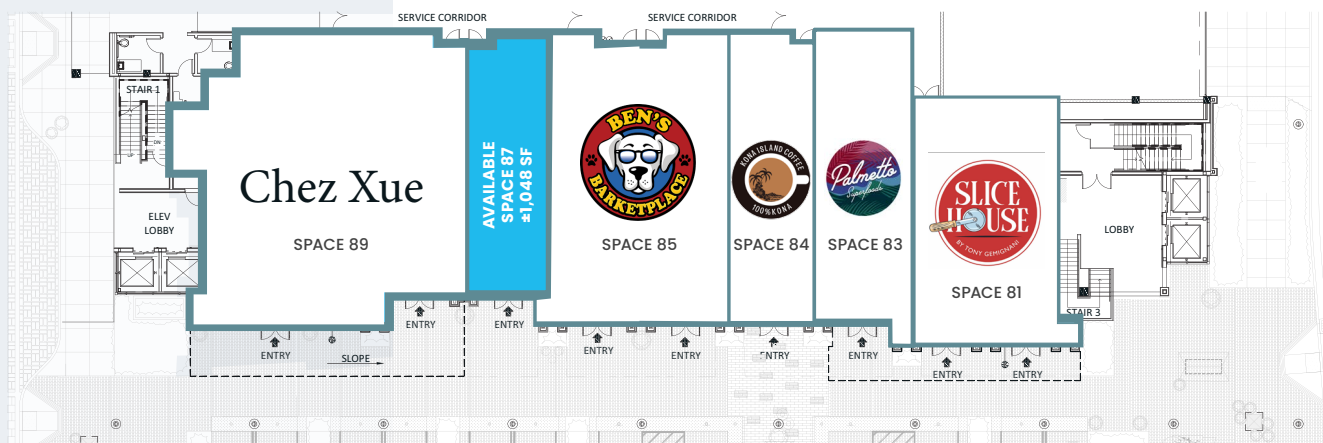 SERVICE CORRIDOR
SERVICE CORRIDOR
STAIR 1
DN
ELEV
LOBBY
Chez Xue
SPACE 89
AVAILABLE
SPACE 87
±1,048 SF
BEN'S
BARKETPLACE
SPACE 85
KONA ISLAND COFFEE
100% KONA
SPACE 84
Palmetto
Superfoods
SPACE 83
SLICE
HOUSE
BY TONY GEMIGNANI
SPACE 81
LOBBY
STAIR 3
ENTRY
ENTRY
ENTRY
ENTRY
ENTRY
ENTRY
ENTRY
ENTRY
ENTRY
SLOPE